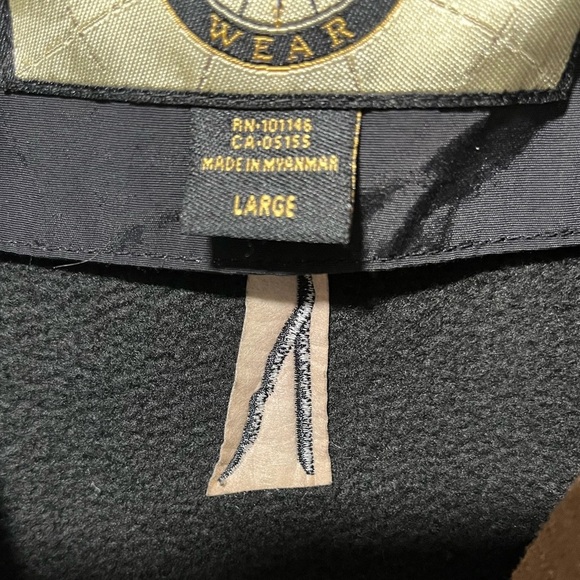 WEAR
RN·101146
CA·05155
MADE IN MYANMAR
LARGE